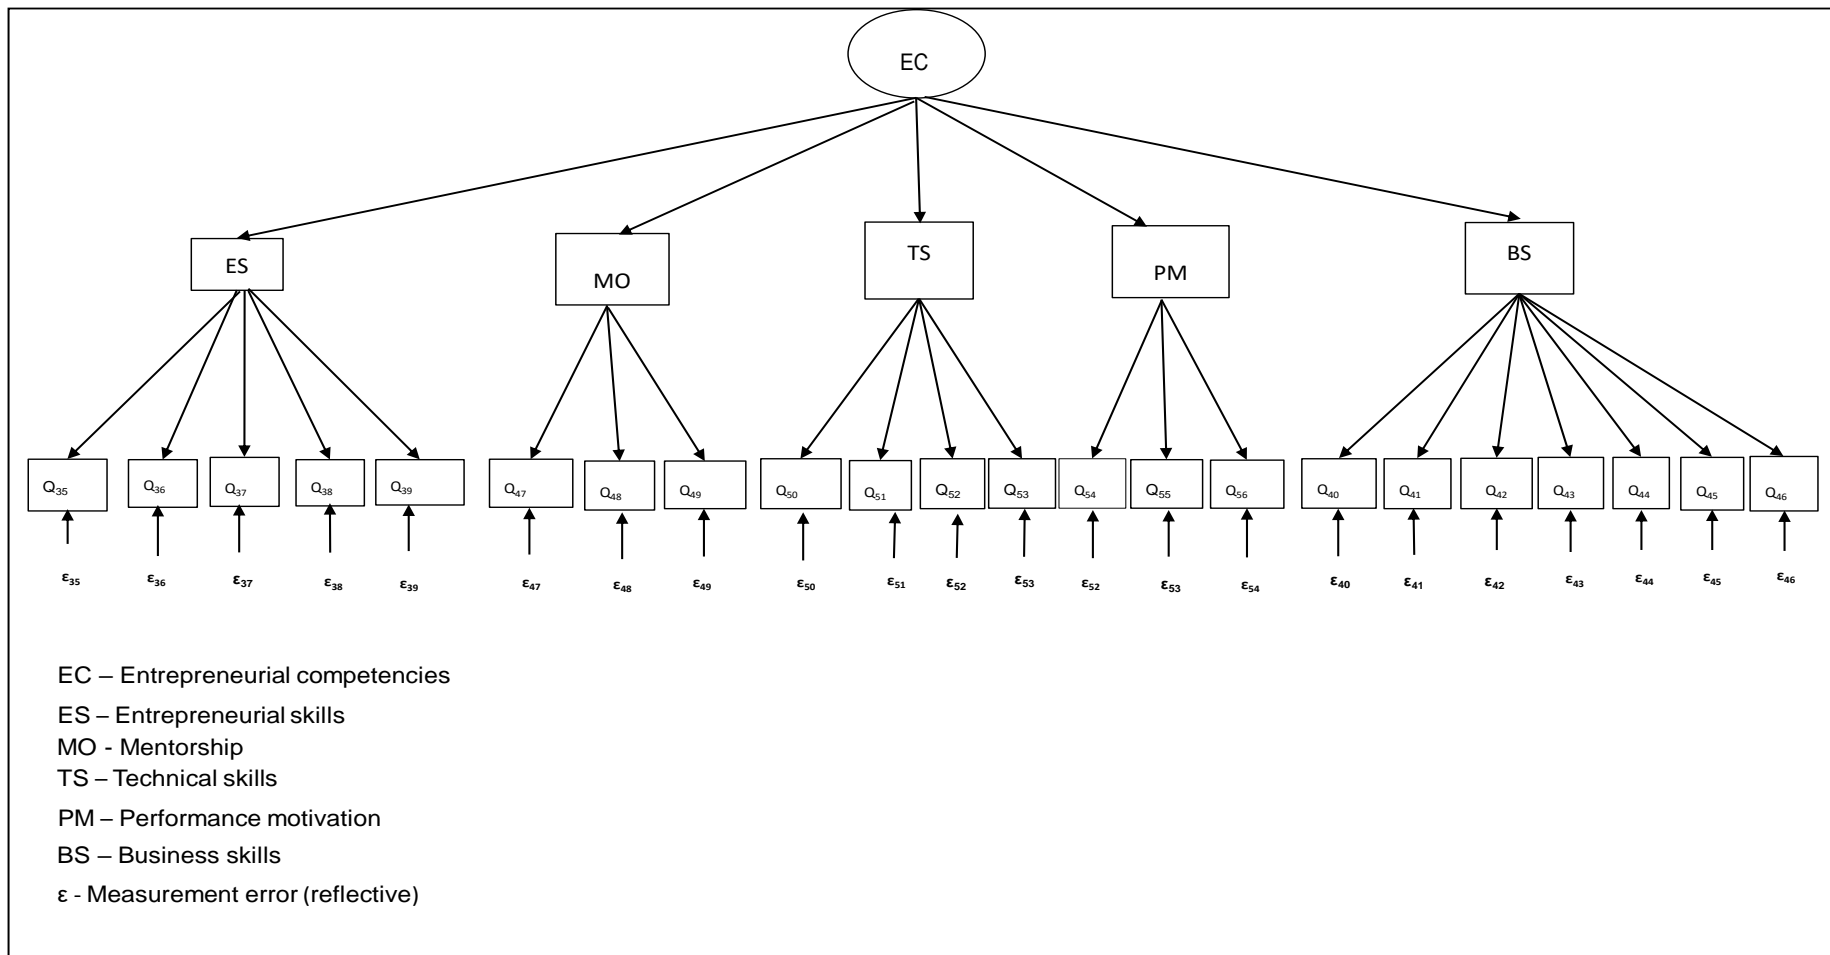 EC
ES MO TS PM BS
Q35 Q36 Q37 Q38 Q39 Q47 Q48 Q49 Q50 Q51 Q52 Q53 Q54 Q55 Q56 Q40 Q41 Q42 Q43 Q44 Q45 Q46
ε35 ε36 ε37 ε38 ε39 ε47 ε48 ε49 ε50 ε51 ε52 ε53 ε52 ε53 ε54 ε40 ε41 ε42 ε43 ε44 ε45 ε46
EC – Entrepreneurial competencies
ES – Entrepreneurial skills
MO - Mentorship
TS – Technical skills
PM – Performance motivation
BS – Business skills
ε - Measurement error (reflective)